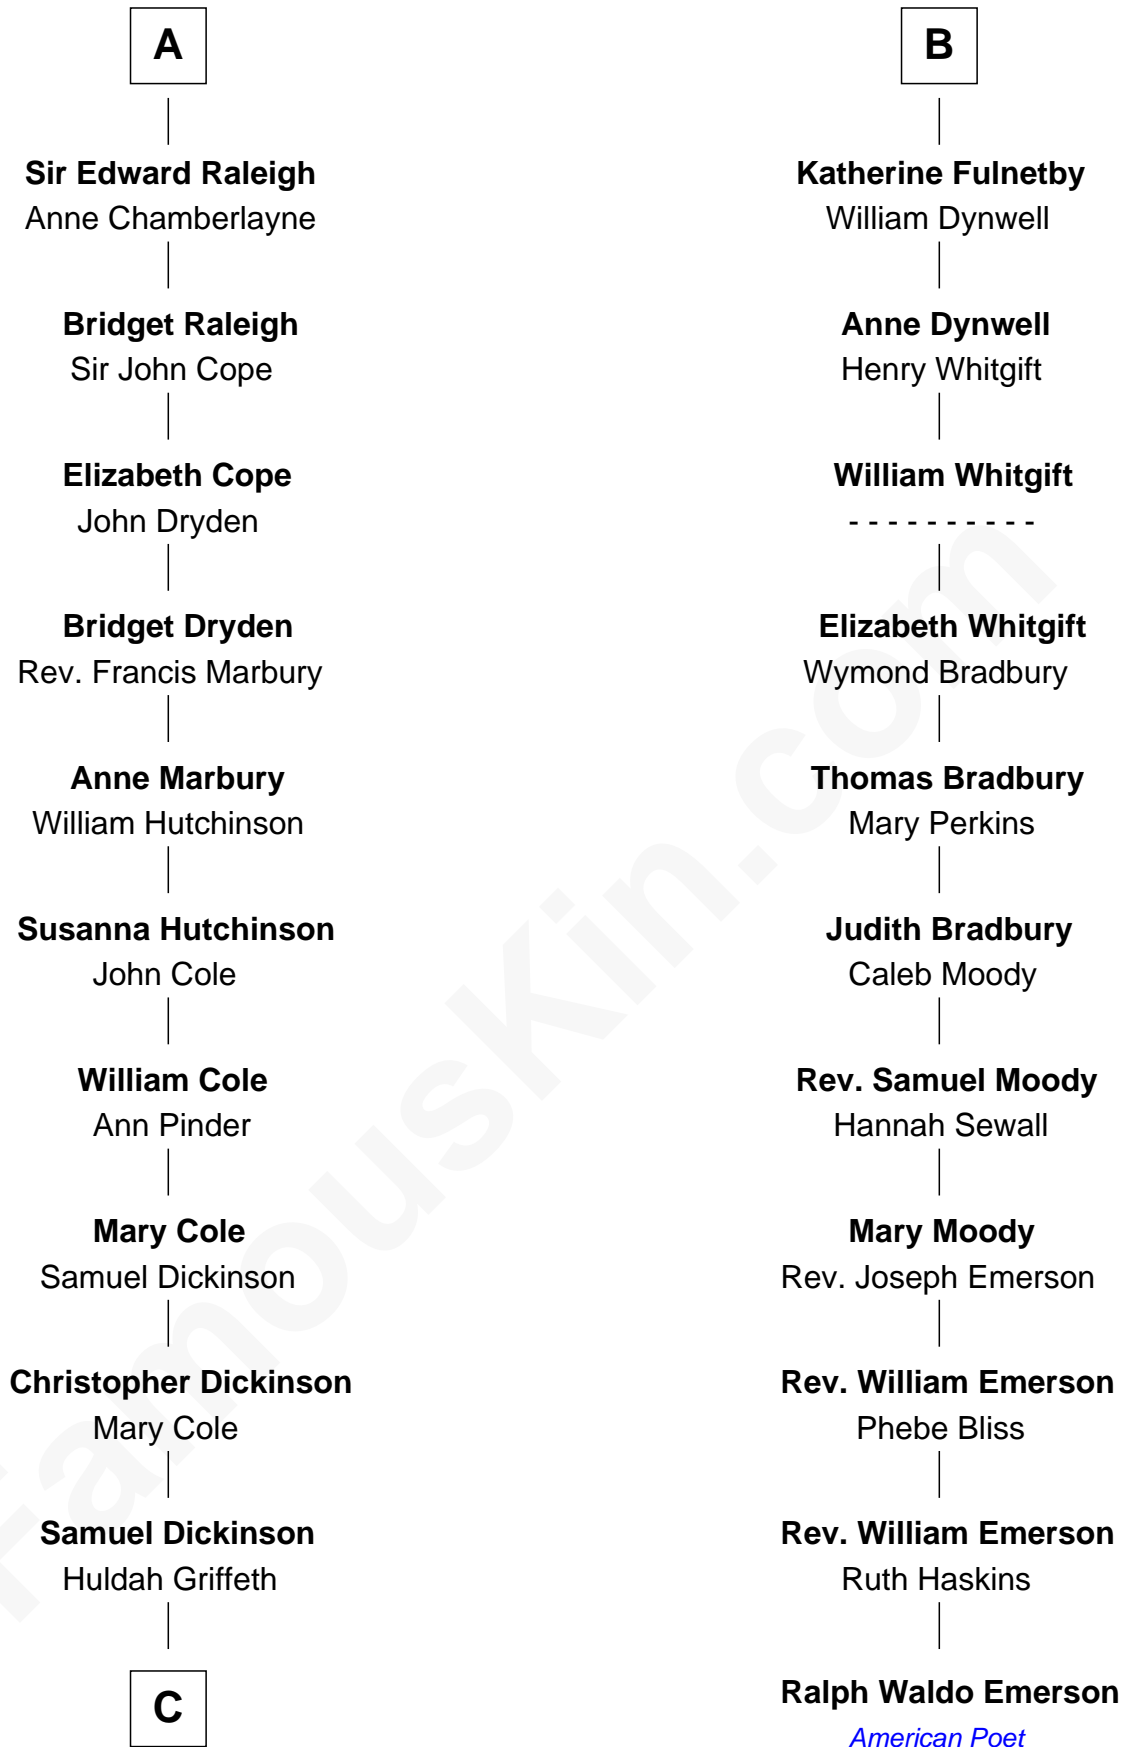 A
Sir Edward Raleigh
Anne Chamberlayne
Bridget Raleigh
Sir John Cope
Elizabeth Cope
John Dryden
Bridget Dryden
Rev. Francis Marbury
Anne Marbury
William Hutchinson
Susanna Hutchinson
John Cole
William Cole
Ann Pinder
Mary Cole
Samuel Dickinson
Christopher Dickinson
Mary Cole
Samuel Dickinson
Huldah Griffeth
C
B
Katherine Fulnetby
William Dynwell
Anne Dynwell
Henry Whitgift
William Whitgift
- - - - - - - - - -
Elizabeth Whitgift
Wymond Bradbury
Thomas Bradbury
Mary Perkins
Judith Bradbury
Caleb Moody
Rev. Samuel Moody
Hannah Sewall
Mary Moody
Rev. Joseph Emerson
Rev. William Emerson
Phebe Bliss
Rev. William Emerson
Ruth Haskins
Ralph Waldo Emerson
American Poet
FamousKin.com